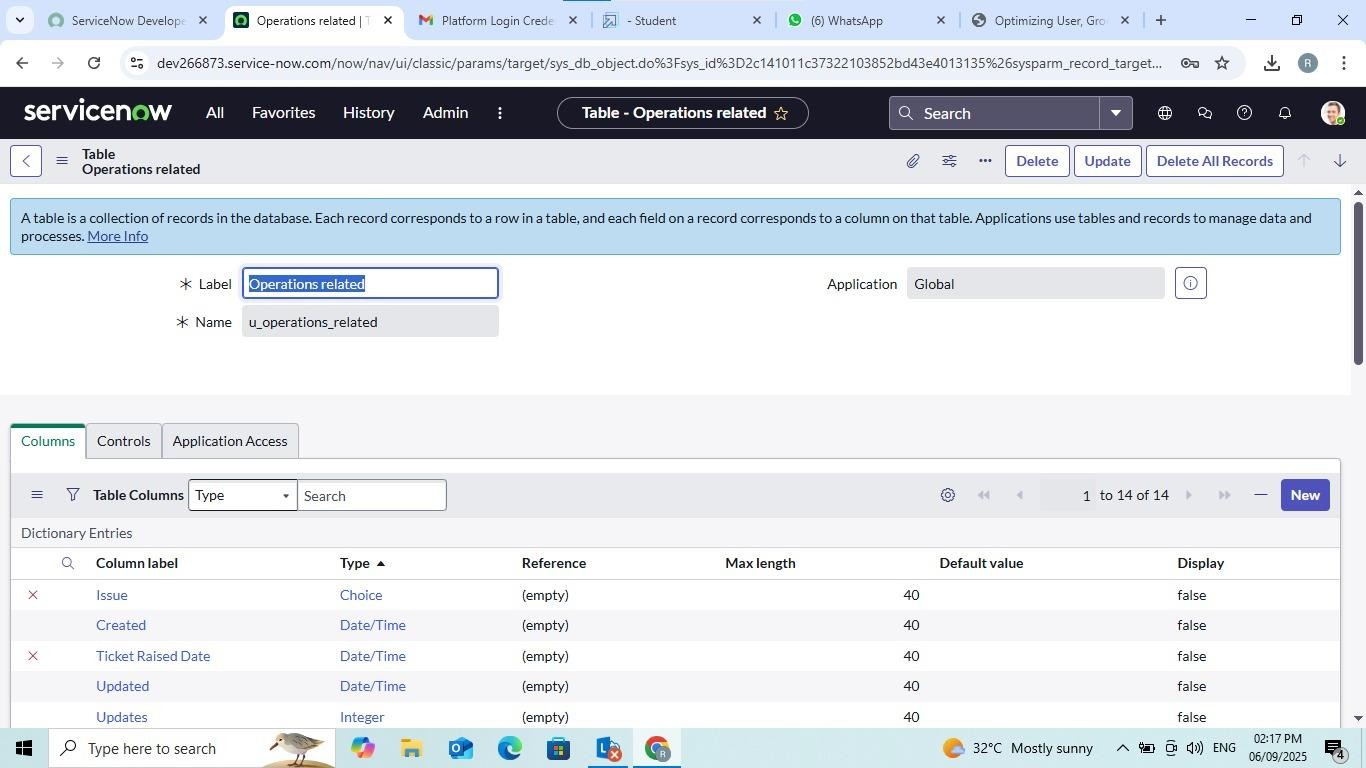 ServiceNow Develope
Operations related | T
Platform Login Crede
- Student
(6) WhatsApp
Optimizing User, Gro
dev266873.service-now.com/now/nav/ui/classic/params/target/sys_db_object.do%3Fsys_id%3D2c141011c37322103852bd43e4013135%26sysparm_record_target...
R
servicenow
All
Favorites
History
Admin
Table - Operations related
Search
Table
Operations related
Delete
Update
Delete All Records
A table is a collection of records in the database. Each record corresponds to a row in a table, and each field on a record corresponds to a column on that table. Applications use tables and records to manage data and
processes. More Info
Label
Operations related
Application
Global
Name
u_operations_related
Columns
Controls
Application Access
Table Columns
Type
Search
1 to 14 of 14
New
Dictionary Entries
Column label Type Reference Max length Default value Display
Issue Choice (empty) 40 false
Created Date/Time (empty) 40 false
Ticket Raised Date Date/Time (empty) 40 false
Updated Date/Time (empty) 40 false
Updates Integer (empty) 40 false
Type here to search
32°C Mostly sunny
ENG
02:17 PM
06/09/2025
4